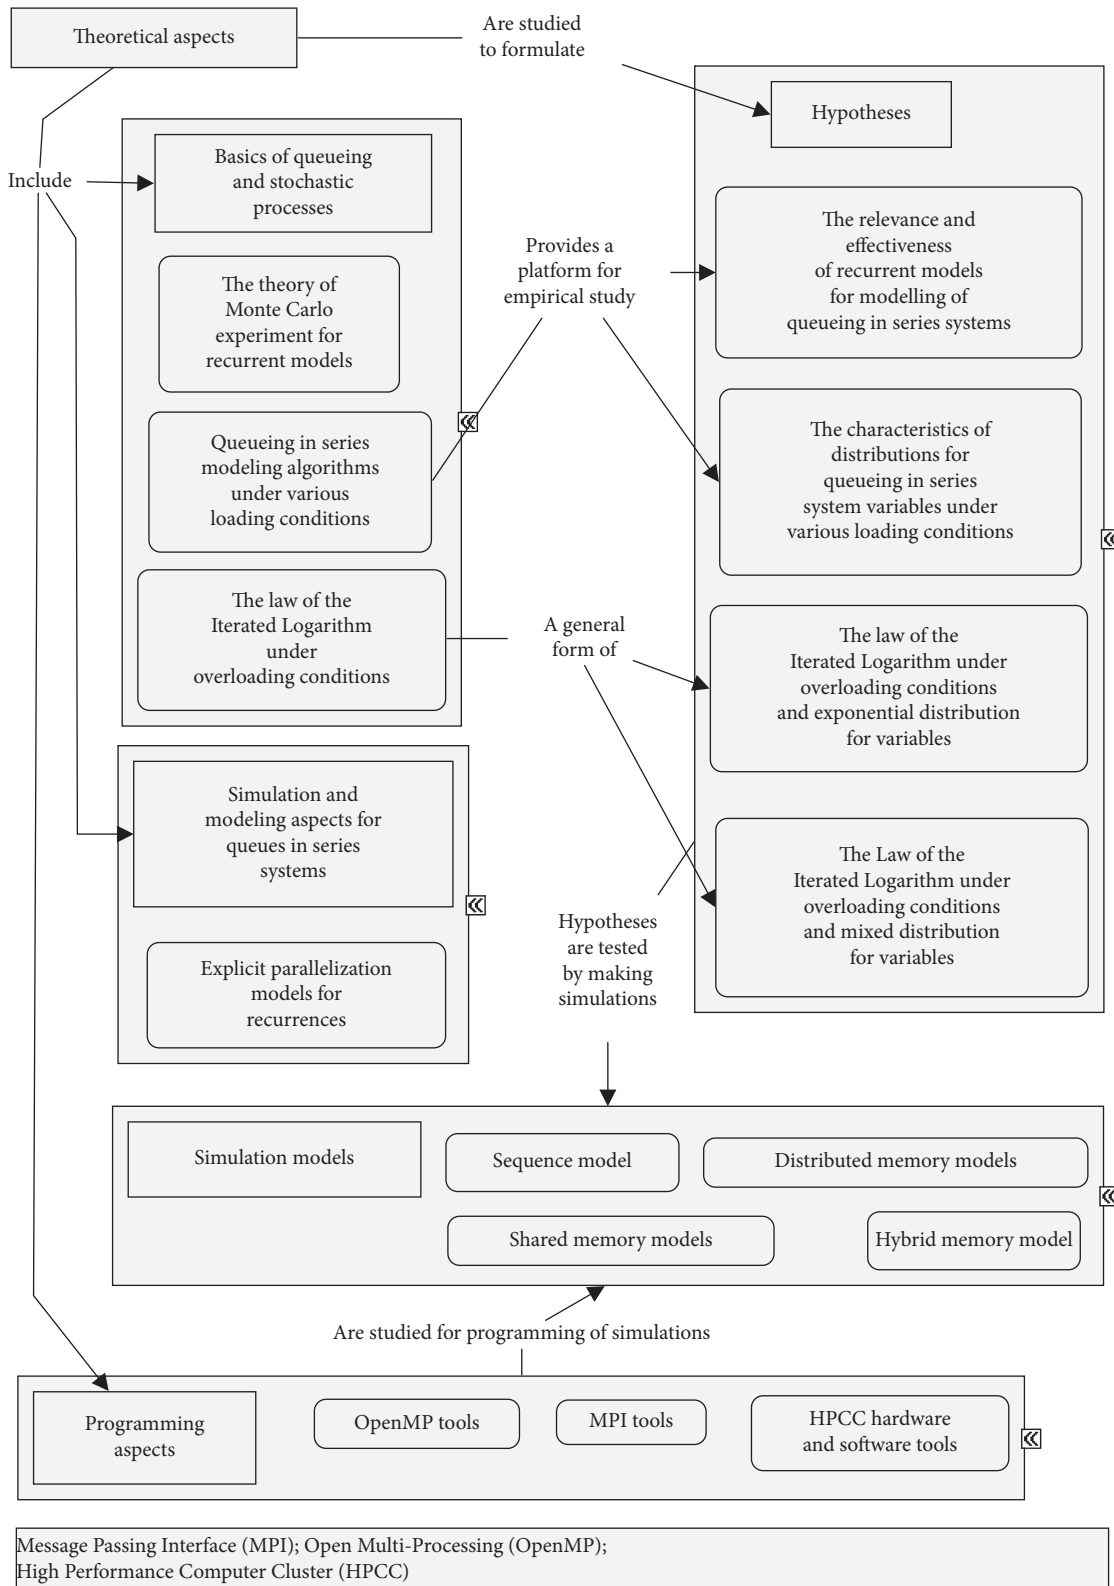 Theoretical aspects
Are studied
to formulate
Hypotheses
Include
Basics of queueing
and stochastic
processes
The theory of
Monte Carlo
experiment for
recurrent models
Queueing in series
modeling algorithms
under various
loading conditions
The law of the
Iterated Logarithm
under
overloading conditions
Provides a
platform for
empirical study
The relevance and
effectiveness
of recurrent models
for modelling of
queueing in series systems
The characteristics of
distributions for
queueing in series
system variables under
various loading conditions
A general
form of
The law of the
Iterated Logarithm under
overloading conditions
and exponential distribution
for variables
The Law of the
Iterated Logarithm under
overloading conditions
and mixed distribution
for variables
Simulation and
modeling aspects for
queues in series
systems
Explicit parallelization
models for
recurrences
Hypotheses
are tested
by making
simulations
Simulation models
Sequence model
Distributed memory models
Shared memory models
Hybrid memory model
Are studied for programming of simulations
Programming
aspects
OpenMP tools
MPI tools
HPCC hardware
and software tools
Message Passing Interface (MPI); Open Multi-Processing (OpenMP);
High Performance Computer Cluster (HPCC)